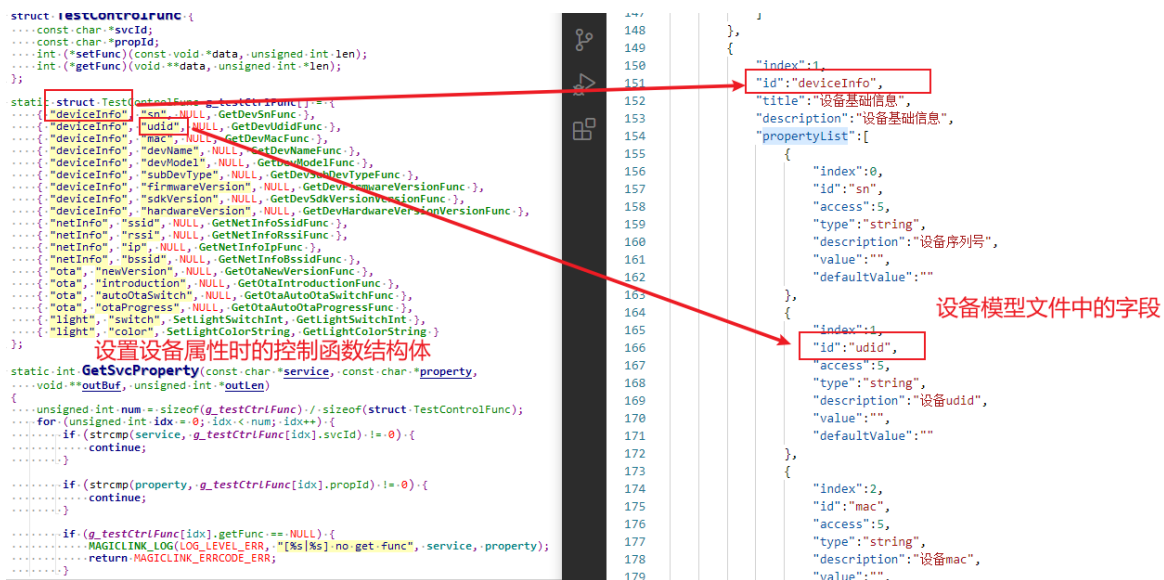 struct TestControlFunc {
    const char *svcId;
    const char *propId;
    int (*setFunc)(const void *data, unsigned int len);
    int (*getFunc)(void **data, unsigned int *len);
};
static struct TestControlFunc g_testCtrlFunc[] = {
    { "deviceInfo", "sn", NULL, GetDevSnFunc },
    { "deviceInfo", "udid", NULL, GetDevUdidFunc },
    { "deviceInfo", "mac", NULL, GetDevMacFunc },
    { "deviceInfo", "devName", NULL, GetDevNameFunc },
    { "deviceInfo", "devModel", NULL, GetDevModelFunc },
    { "deviceInfo", "subDevType", NULL, GetDevSubDevTypeFunc },
    { "deviceInfo", "firmwareVersion", NULL, GetDevFirmwareVersionFunc },
    { "deviceInfo", "sdkVersion", NULL, GetDevSdkVersionVersionFunc },
    { "deviceInfo", "hardwareVersion", NULL, GetDevHardwareVersionVersionFunc },
    { "netInfo", "ssid", NULL, GetNetInfoSsidFunc },
    { "netInfo", "rssi", NULL, GetNetInfoRssiFunc },
    { "netInfo", "ip", NULL, GetNetInfoIpFunc },
    { "netInfo", "bssid", NULL, GetNetInfoBssidFunc },
    { "ota", "newVersion", NULL, GetOtaNewVersionFunc },
    { "ota", "introduction", NULL, GetOtaIntroductionFunc },
    { "ota", "autoOtaSwitch", NULL, GetOtaAutoOtaSwitchFunc },
    { "ota", "otaProgress", NULL, GetOtaAutoOtaProgressFunc },
    { "light", "switch", SetLightSwitchInt, GetLightSwitchInt },
    { "light", "color", SetLightColorString, GetLightColorString }
};
设置设备属性时的控制函数结构体
static int GetSvcProperty(const char *service, const char *property,
    void **outBuf, unsigned int *outLen)
{
    unsigned int num = sizeof(g_testCtrlFunc) / sizeof(struct TestControlFunc);
    for (unsigned int idx = 0; idx < num; idx++) {
        if (strcmp(service, g_testCtrlFunc[idx].svcId) != 0) {
            continue;
        }
        if (strcmp(property, g_testCtrlFunc[idx].propId) != 0) {
            continue;
        }
        if (g_testCtrlFunc[idx].getFunc == NULL) {
            MAGICLINK_LOG(LOG_LEVEL_ERR, "[%s|%s] no get func", service, property);
            return MAGICLINK_ERRCODE_ERR;
        }
147 ]
148 },
149 {
150 "index":1,
151 "id":"deviceInfo",
152 "title":"设备基础信息",
153 "description":"设备基础信息",
154 "propertyList":[
155 {
156 "index":0,
157 "id":"sn",
158 "access":5,
159 "type":"string",
160 "description":"设备序列号",
161 "value":"",
162 "defaultValue":""
163 },
164 {
165 "index":1,
166 "id":"udid",
167 "access":5,
168 "type":"string",
169 "description":"设备udid",
170 "value":"",
171 "defaultValue":""
172 },
173 {
174 "index":2,
175 "id":"mac",
176 "access":5,
177 "type":"string",
178 "description":"设备mac",
179 "value":"",
设备模型文件中的字段